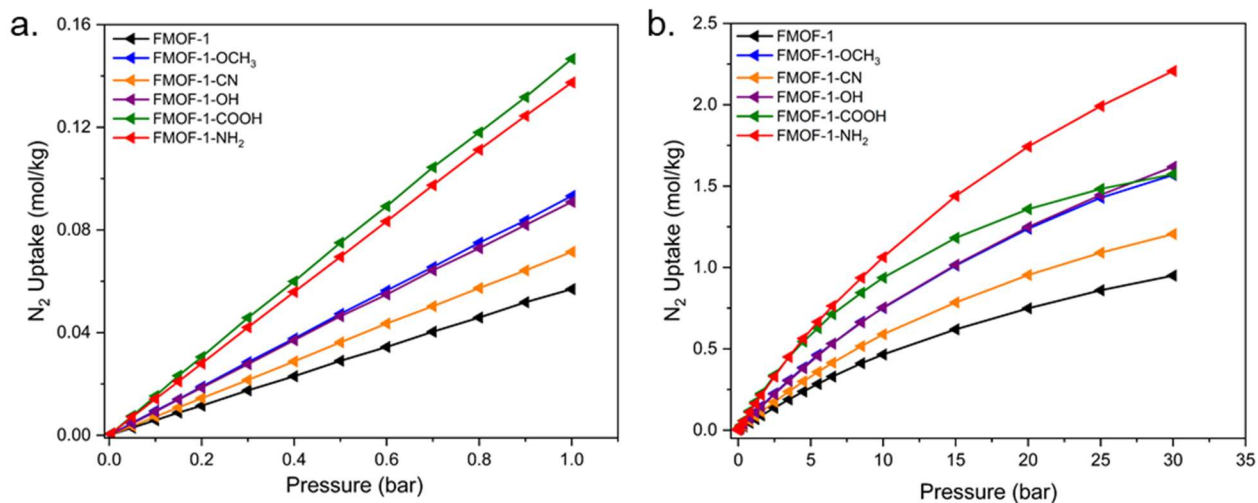 a.
FMOF-1
FMOF-1-OCH₃
FMOF-1-CN
FMOF-1-OH
FMOF-1-COOH
FMOF-1-NH₂
N₂ Uptake (mol/kg)
0.16
0.12
0.08
0.04
0.00
0.0 0.2 0.4 0.6 0.8 1.0
Pressure (bar)
b.
FMOF-1
FMOF-1-OCH₃
FMOF-1-CN
FMOF-1-OH
FMOF-1-COOH
FMOF-1-NH₂
N₂ Uptake (mol/kg)
2.5
2.0
1.5
1.0
0.5
0.0
0 5 10 15 20 25 30 35
Pressure (bar)